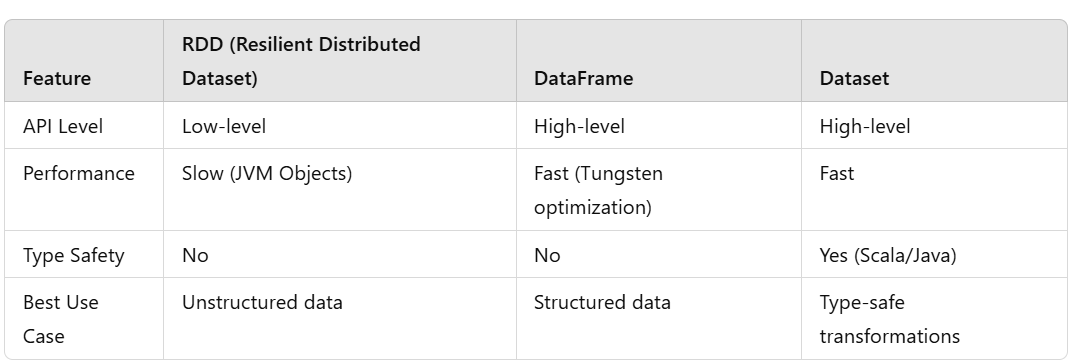 Feature RDD (Resilient Distributed Dataset) DataFrame Dataset
API Level Low-level High-level High-level
Performance Slow (JVM Objects) Fast (Tungsten optimization) Fast
Type Safety No No Yes (Scala/Java)
Best Use Case Unstructured data Structured data Type-safe transformations